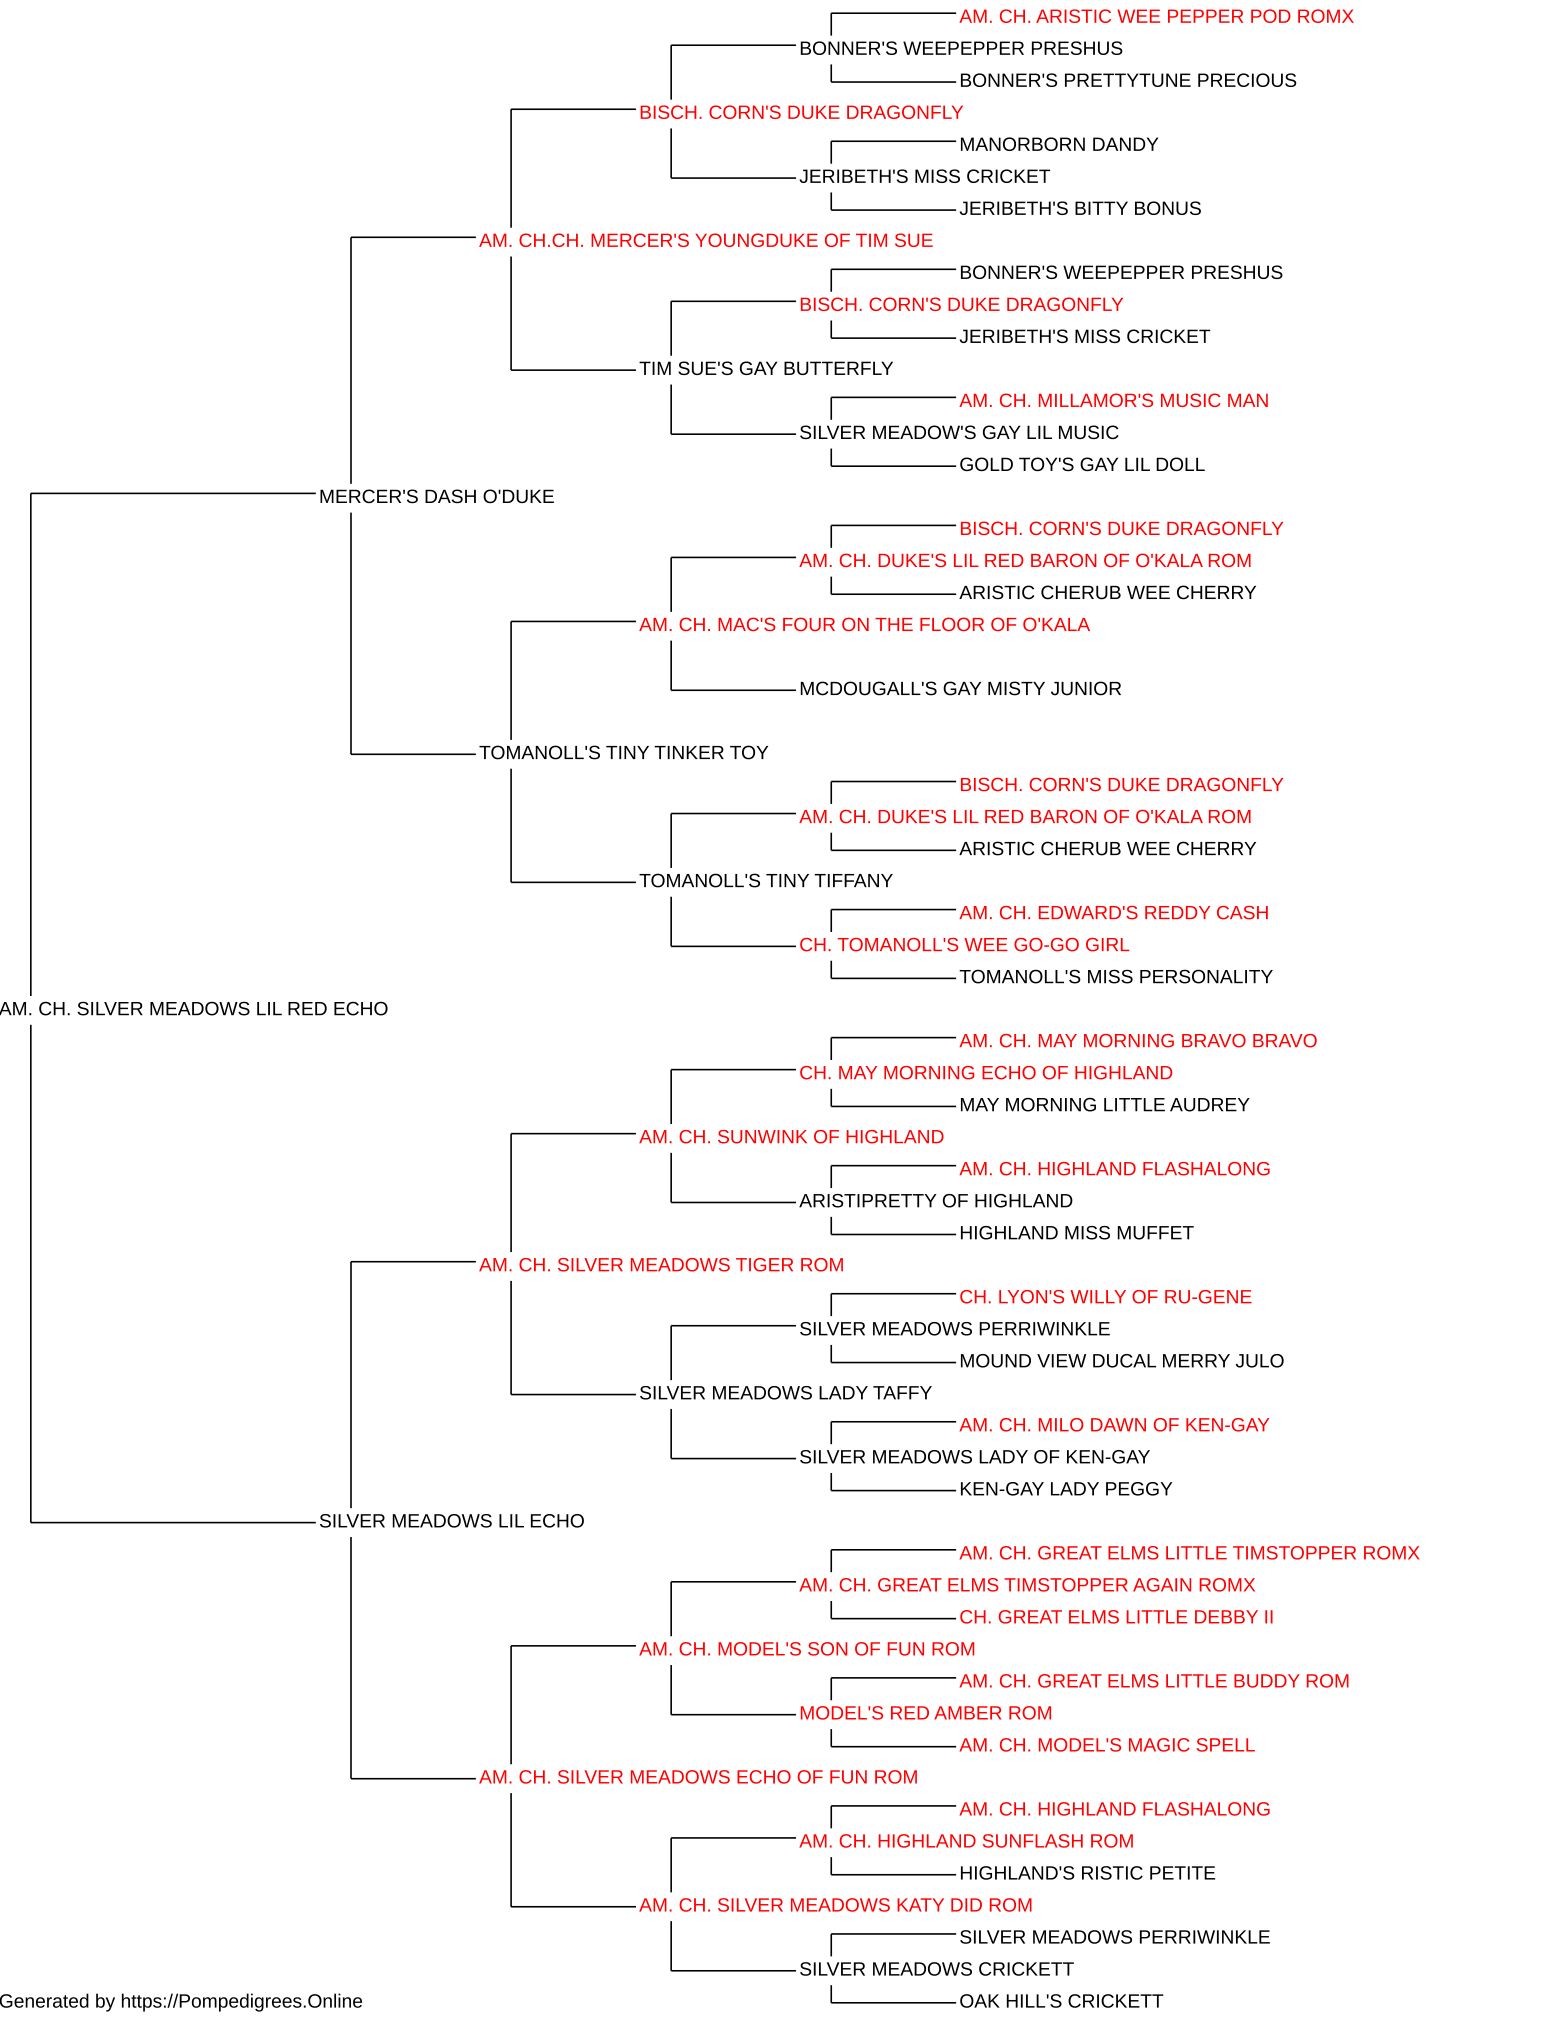 AM. CH. ARISTIC WEE PEPPER POD ROMX
BONNER'S WEEPEPPER PRESHUS
BONNER'S PRETTYTUNE PRECIOUS
BISCH. CORN'S DUKE DRAGONFLY
MANORBORN DANDY
JERIBETH'S MISS CRICKET
JERIBETH'S BITTY BONUS
AM. CH.CH. MERCER'S YOUNGDUKE OF TIM SUE
BONNER'S WEEPEPPER PRESHUS
BISCH. CORN'S DUKE DRAGONFLY
JERIBETH'S MISS CRICKET
TIM SUE'S GAY BUTTERFLY
AM. CH. MILLAMOR'S MUSIC MAN
SILVER MEADOW'S GAY LIL MUSIC
GOLD TOY'S GAY LIL DOLL
MERCER'S DASH O'DUKE
BISCH. CORN'S DUKE DRAGONFLY
AM. CH. DUKE'S LIL RED BARON OF O'KALA ROM
ARISTIC CHERUB WEE CHERRY
AM. CH. MAC'S FOUR ON THE FLOOR OF O'KALA
MCDOUGALL'S GAY MISTY JUNIOR
TOMANOLL'S TINY TINKER TOY
BISCH. CORN'S DUKE DRAGONFLY
AM. CH. DUKE'S LIL RED BARON OF O'KALA ROM
ARISTIC CHERUB WEE CHERRY
TOMANOLL'S TINY TIFFANY
AM. CH. EDWARD'S REDDY CASH
CH. TOMANOLL'S WEE GO-GO GIRL
TOMANOLL'S MISS PERSONALITY
AM. CH. SILVER MEADOWS LIL RED ECHO
AM. CH. MAY MORNING BRAVO BRAVO
CH. MAY MORNING ECHO OF HIGHLAND
MAY MORNING LITTLE AUDREY
AM. CH. SUNWINK OF HIGHLAND
AM. CH. HIGHLAND FLASHALONG
ARISTIPRETTY OF HIGHLAND
HIGHLAND MISS MUFFET
AM. CH. SILVER MEADOWS TIGER ROM
CH. LYON'S WILLY OF RU-GENE
SILVER MEADOWS PERRIWINKLE
MOUND VIEW DUCAL MERRY JULO
SILVER MEADOWS LADY TAFFY
AM. CH. MILO DAWN OF KEN-GAY
SILVER MEADOWS LADY OF KEN-GAY
KEN-GAY LADY PEGGY
SILVER MEADOWS LIL ECHO
AM. CH. GREAT ELMS LITTLE TIMSTOPPER ROMX
AM. CH. GREAT ELMS TIMSTOPPER AGAIN ROMX
CH. GREAT ELMS LITTLE DEBBY II
AM. CH. MODEL'S SON OF FUN ROM
AM. CH. GREAT ELMS LITTLE BUDDY ROM
MODEL'S RED AMBER ROM
AM. CH. MODEL'S MAGIC SPELL
AM. CH. SILVER MEADOWS ECHO OF FUN ROM
AM. CH. HIGHLAND FLASHALONG
AM. CH. HIGHLAND SUNFLASH ROM
HIGHLAND'S RISTIC PETITE
AM. CH. SILVER MEADOWS KATY DID ROM
SILVER MEADOWS PERRIWINKLE
SILVER MEADOWS CRICKETT
OAK HILL'S CRICKETT
Generated by https://Pompedigrees.Online